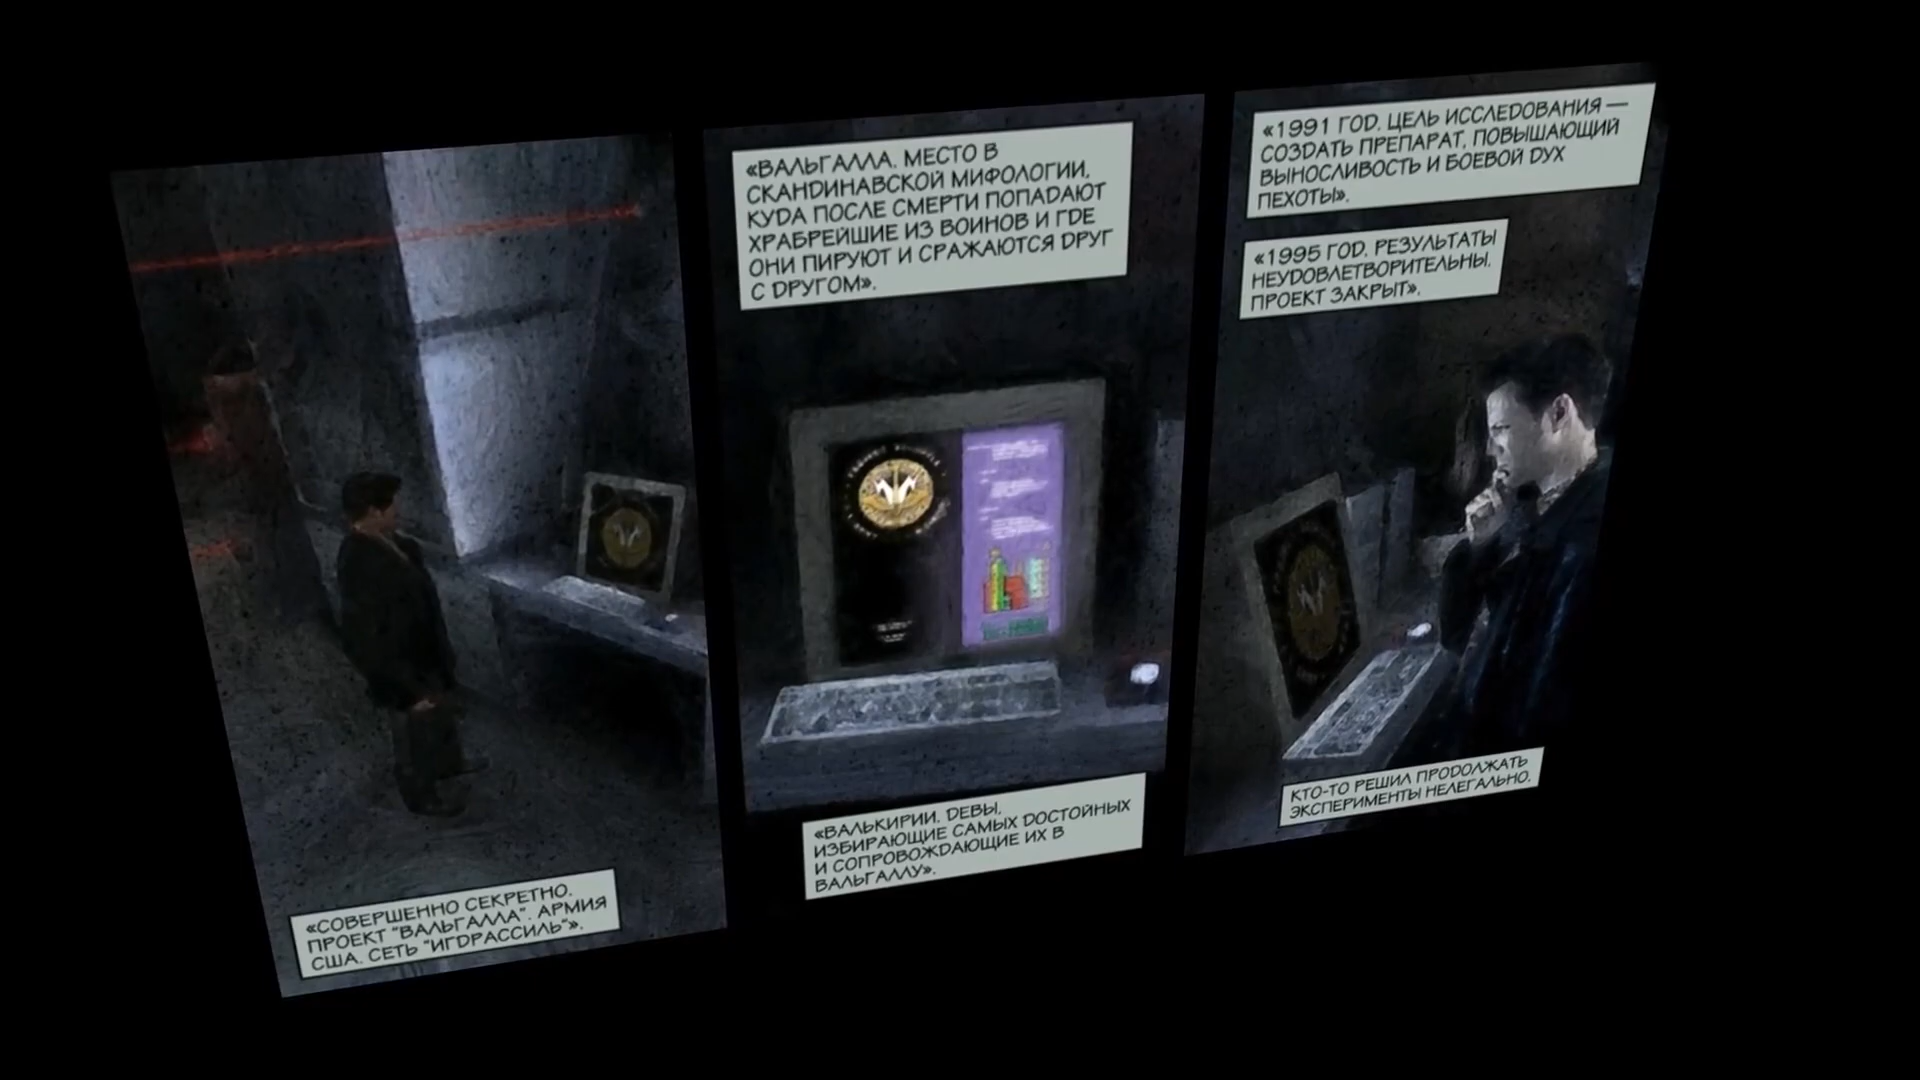 «СОВЕРШЕННО СЕКРЕТНО.
ПРОЕКТ "ВАЛЬГАЛЛА". АРМИЯ
США. СЕТЬ "ИГДРАССИЛЬ"».
«ВАЛЬГАЛЛА. МЕСТО В
СКАНДИНАВСКОЙ МИФОЛОГИИ,
КУДА ПОСЛЕ СМЕРТИ ПОПАДАЮТ
ХРАБРЕЙШИЕ ИЗ ВОИНОВ И ГДЕ
ОНИ ПИРУЮТ И СРАЖАЮТСЯ ДРУГ
С ДРУГОМ».
«ВАЛЬКИРИИ. ДЕВЫ,
ИЗБИРАЮЩИЕ САМЫХ ДОСТОЙНЫХ
И СОПРОВОЖДАЮЩИЕ ИХ В
ВАЛЬГАЛЛУ».
«1991 ГОД. ЦЕЛЬ ИССЛЕДОВАНИЯ —
СОЗДАТЬ ПРЕПАРАТ, ПОВЫШАЮЩИЙ
ВЫНОСЛИВОСТЬ И БОЕВОЙ ДУХ
ПЕХОТЫ».
«1995 ГОД. РЕЗУЛЬТАТЫ
НЕУДОВЛЕТВОРИТЕЛЬНЫ.
ПРОЕКТ ЗАКРЫТ».
КТО-ТО РЕШИЛ ПРОДОЛЖАТЬ
ЭКСПЕРИМЕНТЫ НЕЛЕГАЛЬНО.